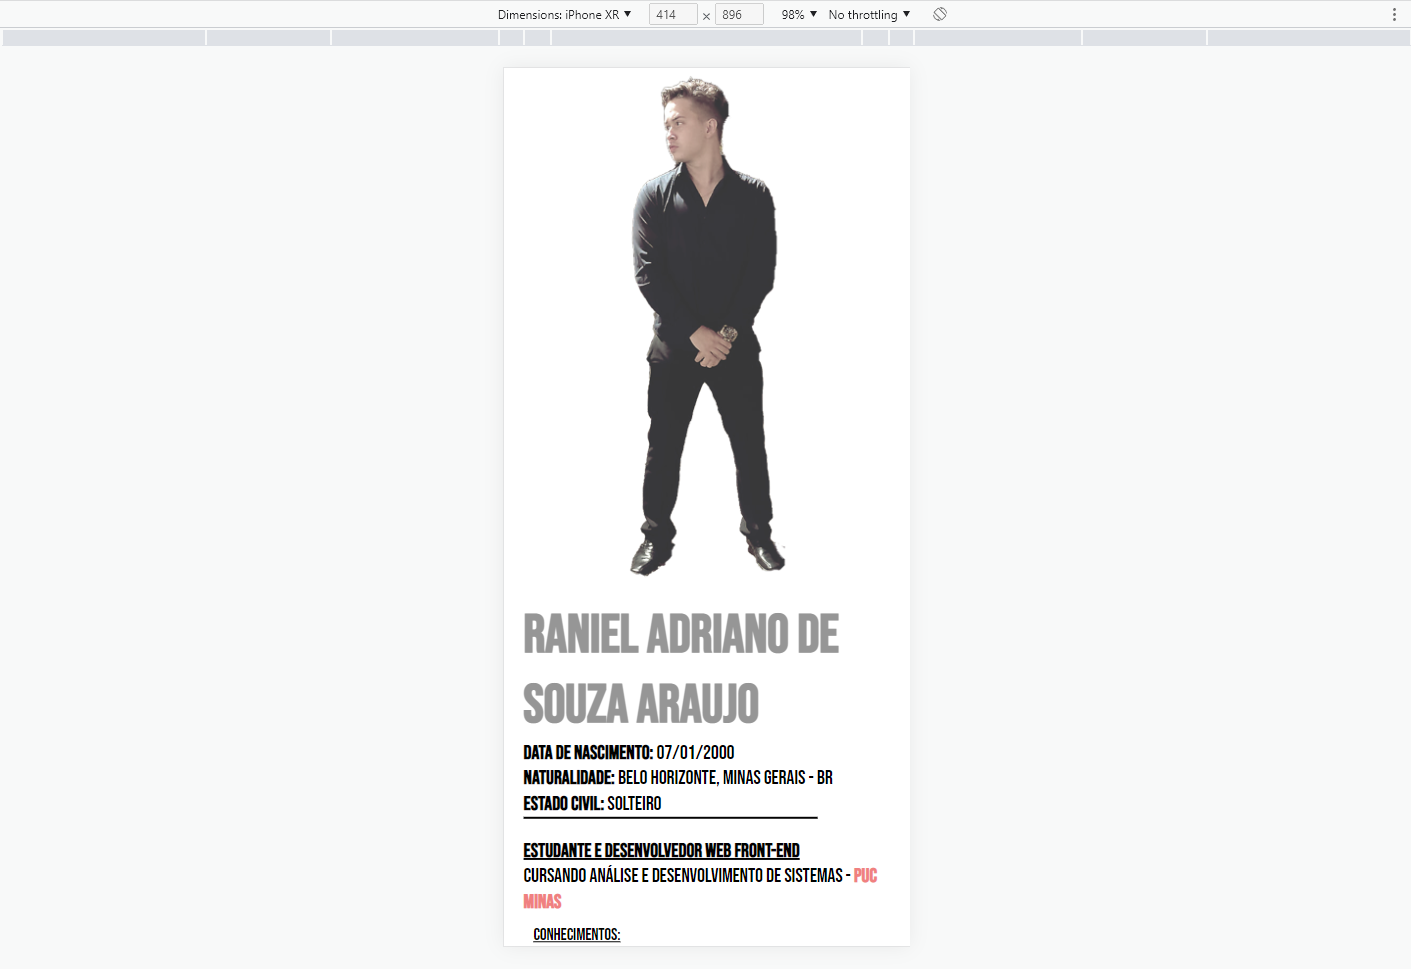 Dimensions: iPhone XR ▼ 414 × 896 98% ▼ No throttling ▼
RANIEL ADRIANO DE
SOUZA ARAUJO
DATA DE NASCIMENTO: 07/01/2000
NATURALIDADE: BELO HORIZONTE, MINAS GERAIS - BR
ESTADO CIVIL: SOLTEIRO
ESTUDANTE E DESENVOLVEDOR WEB FRONT-END
CURSANDO ANÁLISE E DESENVOLVIMENTO DE SISTEMAS - PUC
MINAS
CONHECIMENTOS: